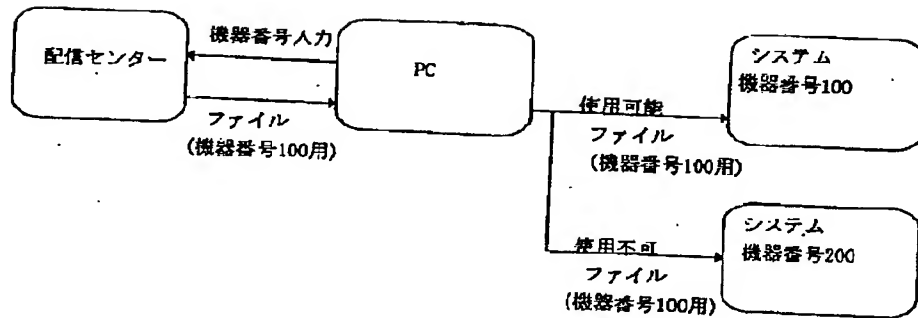 配信センター
機器番号入力
PC
ファイル
(機器番号100用)
使用可能
ファイル
(機器番号100用)
システム
機器番号100
使用不可
ファイル
(機器番号100用)
システム
機器番号200